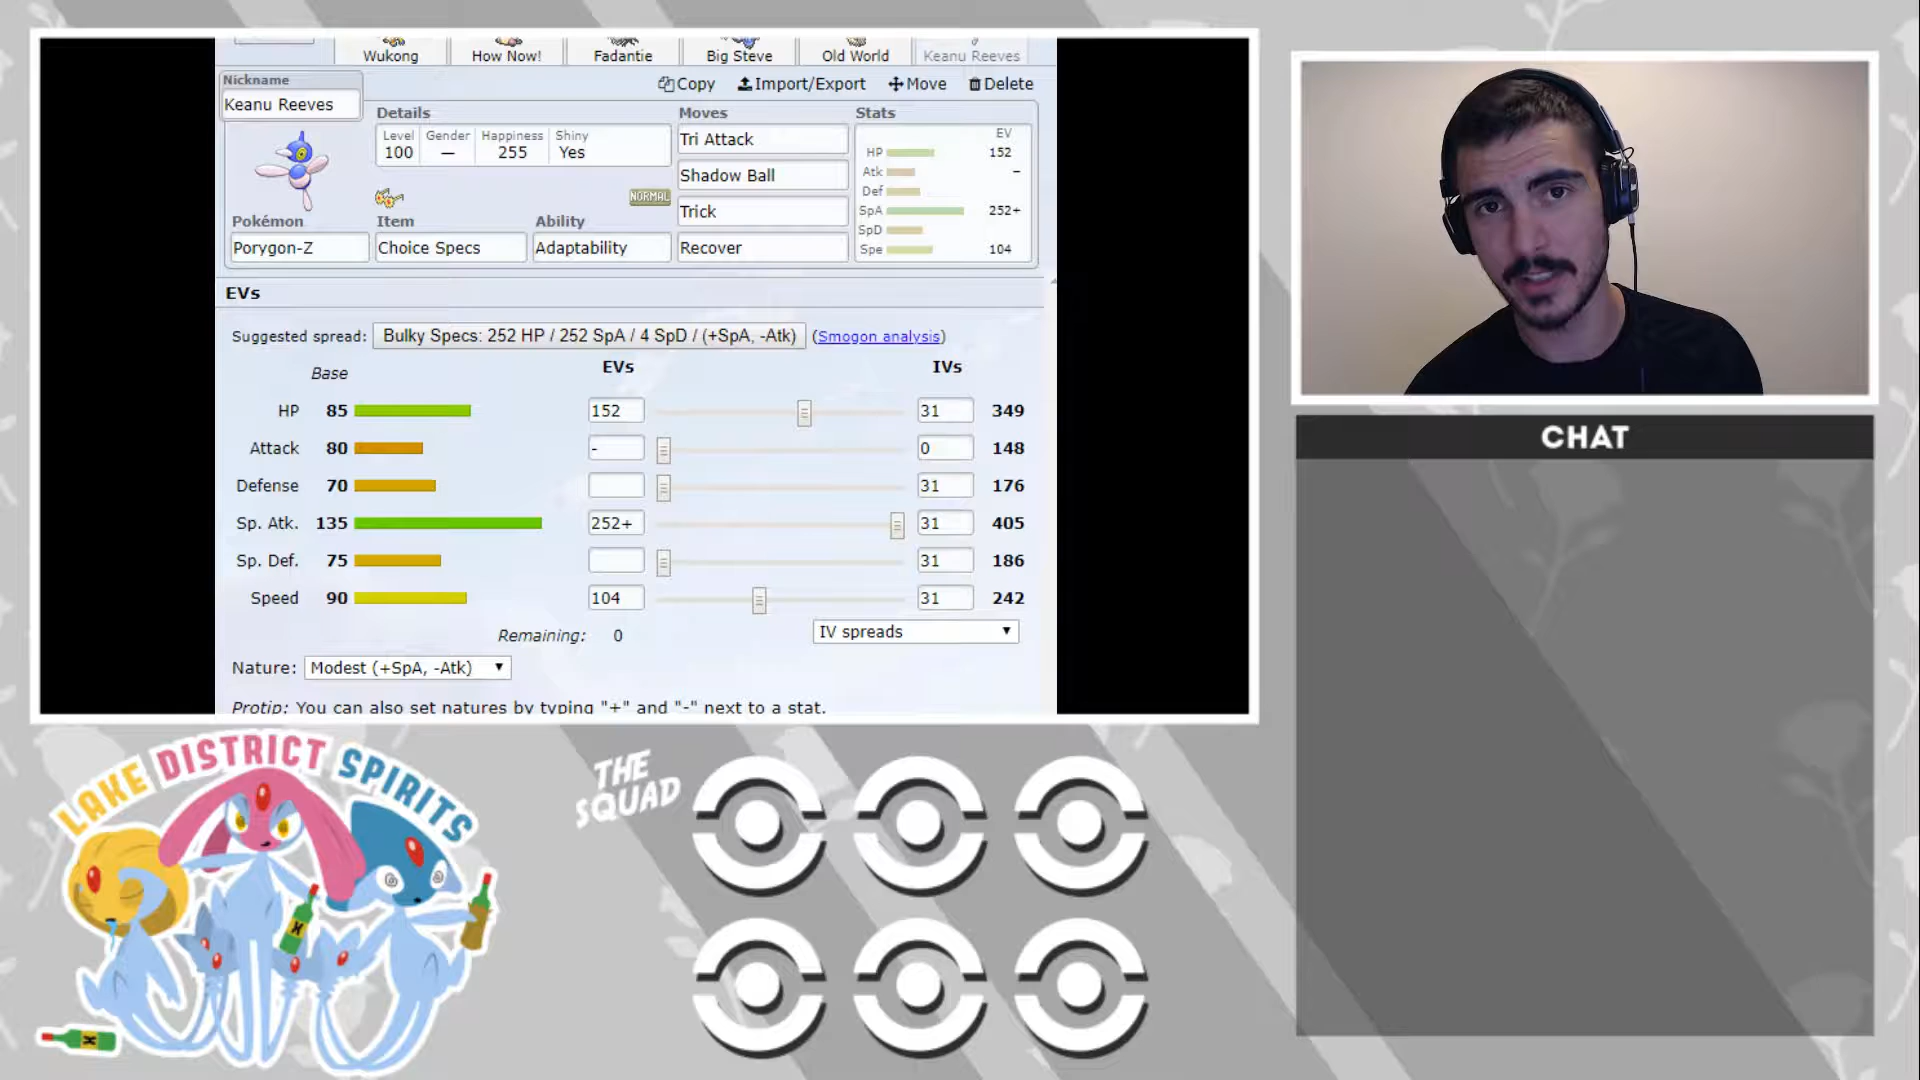 Wukong
How Now!
Fadantie
Big Steve
Old World
Keanu Reeves
Nickname
Keanu Reeves
Copy
Import/Export
Move
Delete
Details
Moves
Stats
Level
Gender
Happiness
Shiny
100
—
255
Yes
NORMAL
Pokémon
Item
Ability
Porygon-Z
Choice Specs
Adaptability
Tri Attack
Shadow Ball
Trick
Recover
EV
HP 152
Atk -
Def
SpA 252+
SpD
Spe 104
EVs
Suggested spread: Bulky Specs: 252 HP / 252 SpA / 4 SpD / (+SpA, -Atk) (Smogon analysis)
Base EVs IVs
HP 85 152 31 349
Attack 80 - 0 148
Defense 70 31 176
Sp. Atk. 135 252+ 31 405
Sp. Def. 75 31 186
Speed 90 104 31 242
Remaining: 0
IV spreads
Nature: Modest (+SpA, -Atk)
Protip: You can also set natures by typing "+" and "-" next to a stat.
CHAT
LAKE DISTRICT SPIRITS
THE
SQUAD